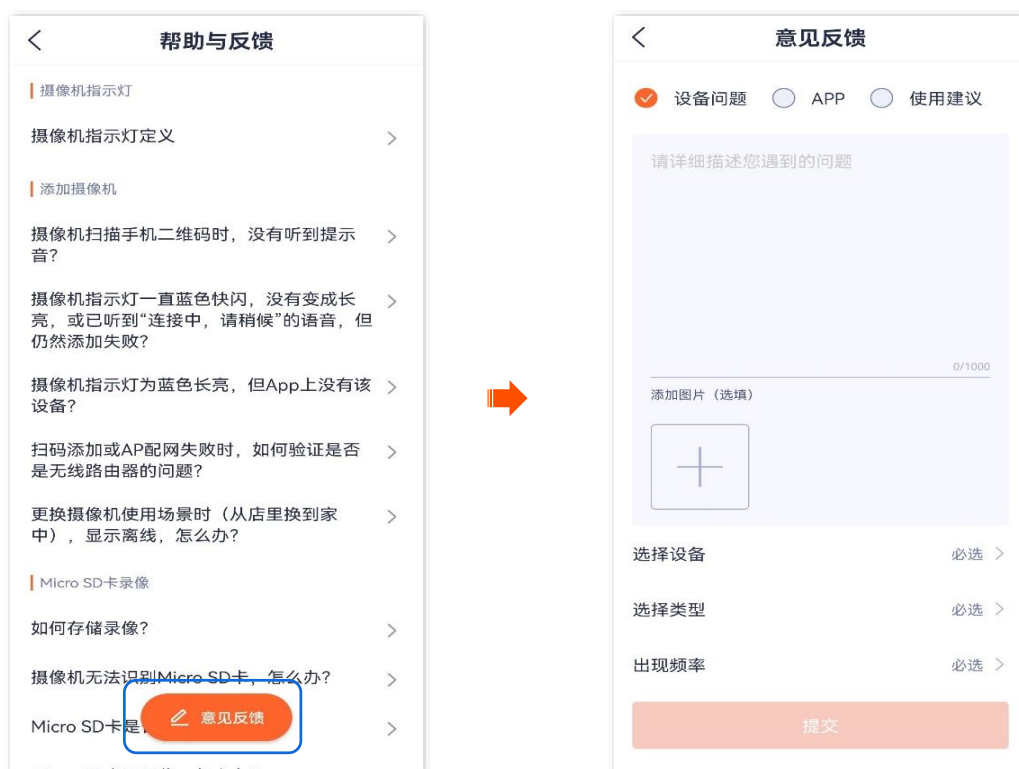 帮助与反馈
摄像机指示灯
摄像机指示灯定义
添加摄像机
摄像机扫描手机二维码时，没有听到提示
音？
摄像机指示灯一直蓝色快闪，没有变成长
亮，或已听到“连接中，请稍候”的语音，但
仍然添加失败？
摄像机指示灯为蓝色长亮，但App上没有该
设备？
扫码添加或AP配网失败时，如何验证是否
是无线路由器的问题？
更换摄像机使用场景时（从店里换到家
中），显示离线，怎么办？
Micro SD卡录像
如何存储录像？
摄像机无法识别Micro SD卡，怎么办？
Micro SD卡是
意见反馈
意见反馈
设备问题 APP 使用建议
请详细描述您遇到的问题
0/1000
添加图片（选填）
选择设备 必选
选择类型 必选
出现频率 必选
提交